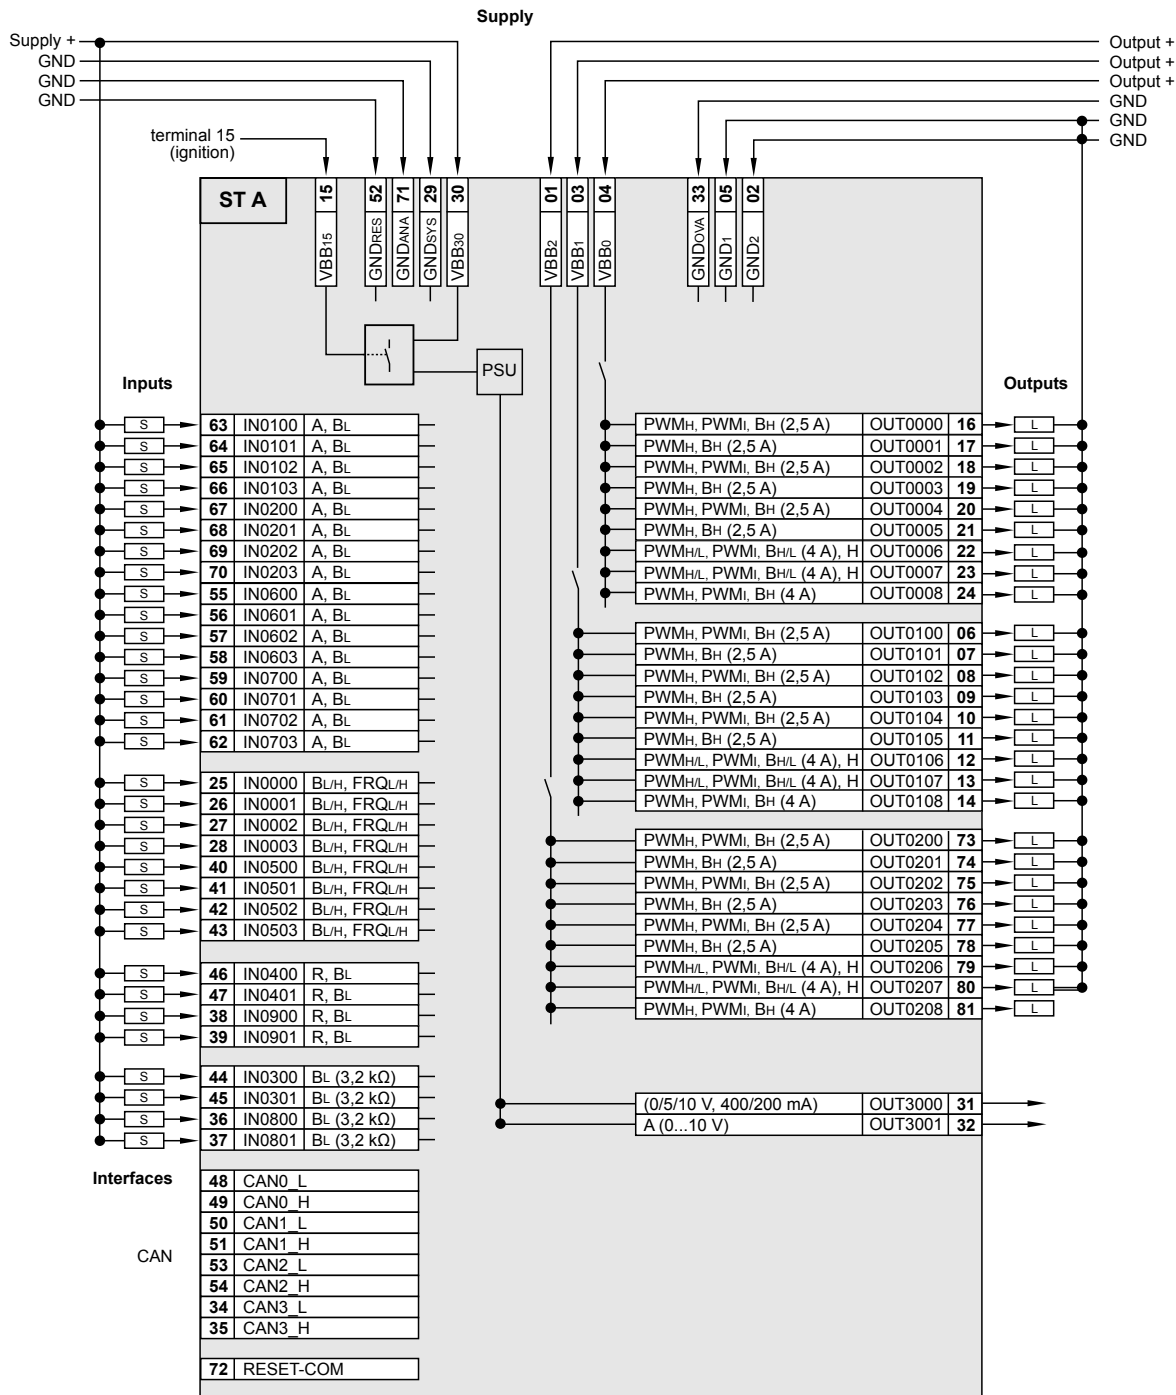 Supply
Supply +
GND
GND
GND
terminal 15
(ignition)
Output +
Output +
Output +
GND
GND
GND
ST A
15 VBB15
52 GNDRES
71 GNDANA
29 GNDSYS
30 VBB30
01 VBB2
03 VBB1
04 VBB0
33 GNDOVA
05 GND1
02 GND2
PSU
Inputs
S 63 IN0100 A, BL
S 64 IN0101 A, BL
S 65 IN0102 A, BL
S 66 IN0103 A, BL
S 67 IN0200 A, BL
S 68 IN0201 A, BL
S 69 IN0202 A, BL
S 70 IN0203 A, BL
S 55 IN0600 A, BL
S 56 IN0601 A, BL
S 57 IN0602 A, BL
S 58 IN0603 A, BL
S 59 IN0700 A, BL
S 60 IN0701 A, BL
S 61 IN0702 A, BL
S 62 IN0703 A, BL
S 25 IN0000 BL/H, FRQL/H
S 26 IN0001 BL/H, FRQL/H
S 27 IN0002 BL/H, FRQL/H
S 28 IN0003 BL/H, FRQL/H
S 40 IN0500 BL/H, FRQL/H
S 41 IN0501 BL/H, FRQL/H
S 42 IN0502 BL/H, FRQL/H
S 43 IN0503 BL/H, FRQL/H
S 46 IN0400 R, BL
S 47 IN0401 R, BL
S 38 IN0900 R, BL
S 39 IN0901 R, BL
S 44 IN0300 BL (3,2 kΩ)
S 45 IN0301 BL (3,2 kΩ)
S 36 IN0800 BL (3,2 kΩ)
S 37 IN0801 BL (3,2 kΩ)
Interfaces
CAN
48 CAN0_L
49 CAN0_H
50 CAN1_L
51 CAN1_H
53 CAN2_L
54 CAN2_H
34 CAN3_L
35 CAN3_H
72 RESET-COM
Outputs
PWMH, PWMI, BH (2,5 A) OUT0000 16 L
PWMH, BH (2,5 A) OUT0001 17 L
PWMH, PWMI, BH (2,5 A) OUT0002 18 L
PWMH, BH (2,5 A) OUT0003 19 L
PWMH, PWMI, BH (2,5 A) OUT0004 20 L
PWMH, BH (2,5 A) OUT0005 21 L
PWMH/L, PWMI, BH/L (4 A), H OUT0006 22 L
PWMH/L, PWMI, BH/L (4 A), H OUT0007 23 L
PWMH, PWMI, BH (4 A) OUT0008 24 L
PWMH, PWMI, BH (2,5 A) OUT0100 06 L
PWMH, BH (2,5 A) OUT0101 07 L
PWMH, PWMI, BH (2,5 A) OUT0102 08 L
PWMH, BH (2,5 A) OUT0103 09 L
PWMH, PWMI, BH (2,5 A) OUT0104 10 L
PWMH, BH (2,5 A) OUT0105 11 L
PWMH/L, PWMI, BH/L (4 A), H OUT0106 12 L
PWMH/L, PWMI, BH/L (4 A), H OUT0107 13 L
PWMH, PWMI, BH (4 A) OUT0108 14 L
PWMH, PWMI, BH (2,5 A) OUT0200 73 L
PWMH, BH (2,5 A) OUT0201 74 L
PWMH, PWMI, BH (2,5 A) OUT0202 75 L
PWMH, BH (2,5 A) OUT0203 76 L
PWMH, PWMI, BH (2,5 A) OUT0204 77 L
PWMH, BH (2,5 A) OUT0205 78 L
PWMH/L, PWMI, BH/L (4 A), H OUT0206 79 L
PWMH/L, PWMI, BH/L (4 A), H OUT0207 80 L
PWMH, PWMI, BH (4 A) OUT0208 81 L
(0/5/10 V, 400/200 mA) OUT3000 31
A (0...10 V) OUT3001 32